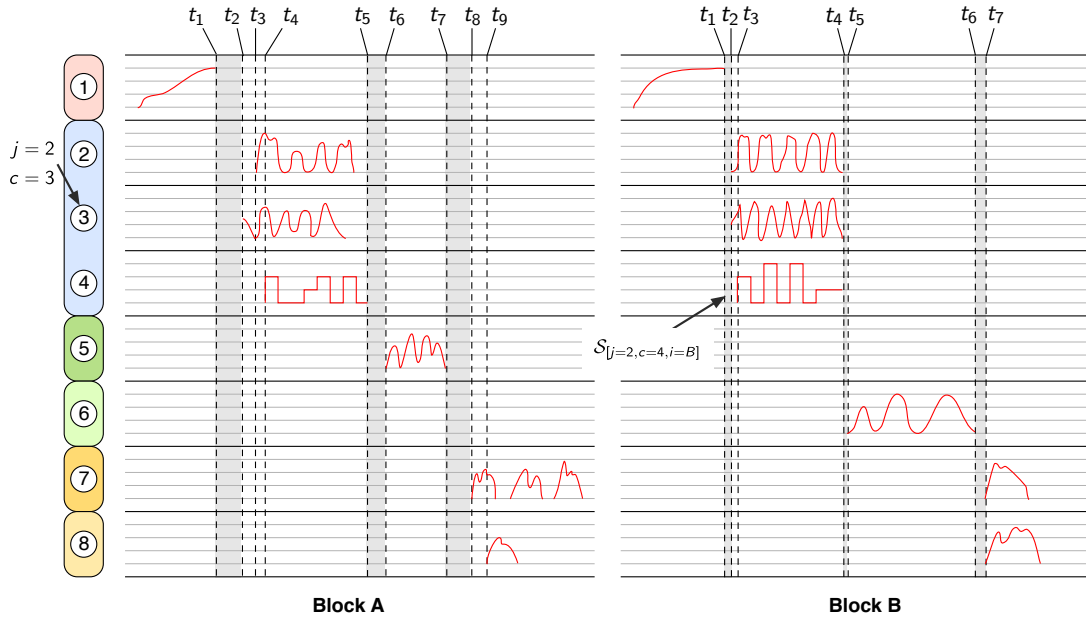 t1 t2 t3 t4 t5 t6 t7 t8 t9
t1 t2 t3 t4 t5 t6 t7
1
2
j = 2
c = 3
3
4
S[j=2,c=4,i=B]
5
6
7
8
Block A
Block B